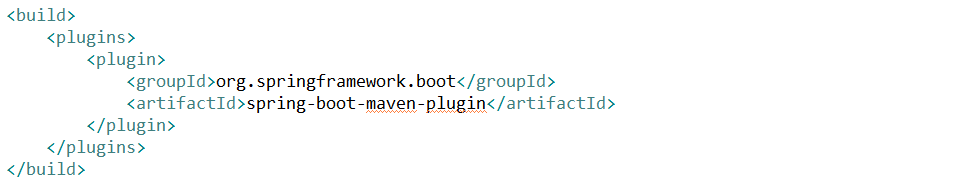 <build>
    <plugins>
        <plugin>
            <groupId>org.springframework.boot</groupId>
            <artifactId>spring-boot-maven-plugin</artifactId>
        </plugin>
    </plugins>
</build>